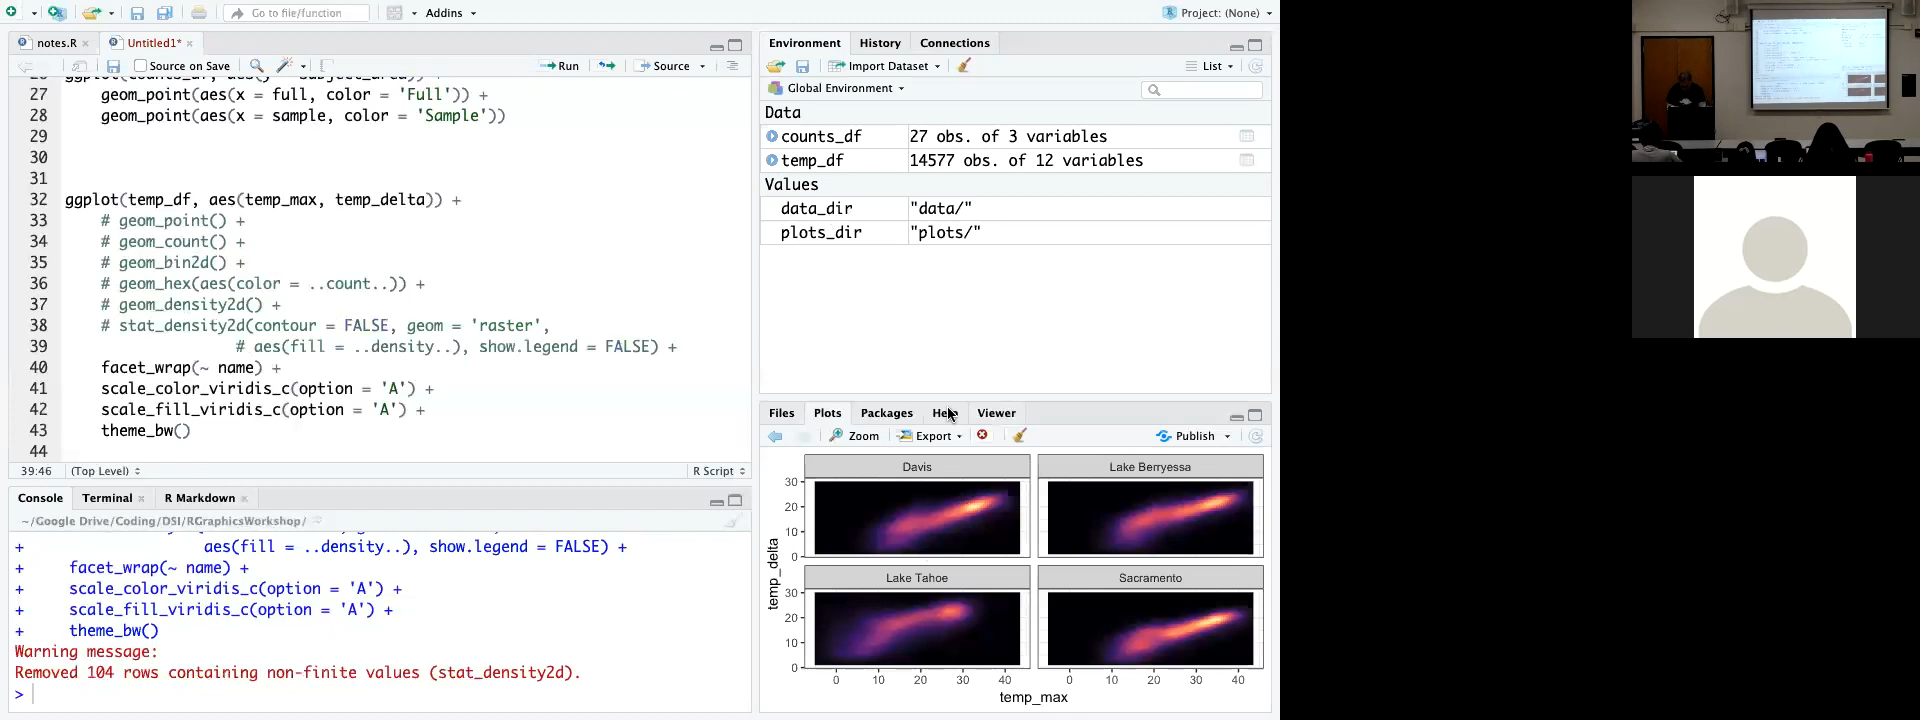 Go to file/function
Addins
Project: (None)
notes.R
Untitled1*
Source on Save
Run
Source
27 geom_point(aes(x = full, color = 'Full')) +
28 geom_point(aes(x = sample, color = 'Sample'))
29
30
31
32 ggplot(temp_df, aes(temp_max, temp_delta)) +
33 # geom_point() +
34 # geom_count() +
35 # geom_bin2d() +
36 # geom_hex(aes(color = ..count..)) +
37 # geom_density2d() +
38 # stat_density2d(contour = FALSE, geom = 'raster',
39 # aes(fill = ..density..), show.legend = FALSE) +
40 facet_wrap(~ name) +
41 scale_color_viridis_c(option = 'A') +
42 scale_fill_viridis_c(option = 'A') +
43 theme_bw()
44
39:46 (Top Level) R Script
Console Terminal R Markdown
~/Google Drive/Coding/DSI/RGraphicsWorkshop/
+ aes(fill = ..density..), show.legend = FALSE) +
+ facet_wrap(~ name) +
+ scale_color_viridis_c(option = 'A') +
+ scale_fill_viridis_c(option = 'A') +
+ theme_bw()
Warning message:
Removed 104 rows containing non-finite values (stat_density2d).
>
Environment History Connections
Import Dataset List
Global Environment
Data
counts_df 27 obs. of 3 variables
temp_df 14577 obs. of 12 variables
Values
data_dir "data/"
plots_dir "plots/"
Files Plots Packages Help Viewer
Zoom Export Publish
Davis Lake Berryessa
30
20
10
0
Lake Tahoe Sacramento
30
20
10
0
temp_delta
0 10 20 30 40 0 10 20 30 40
temp_max